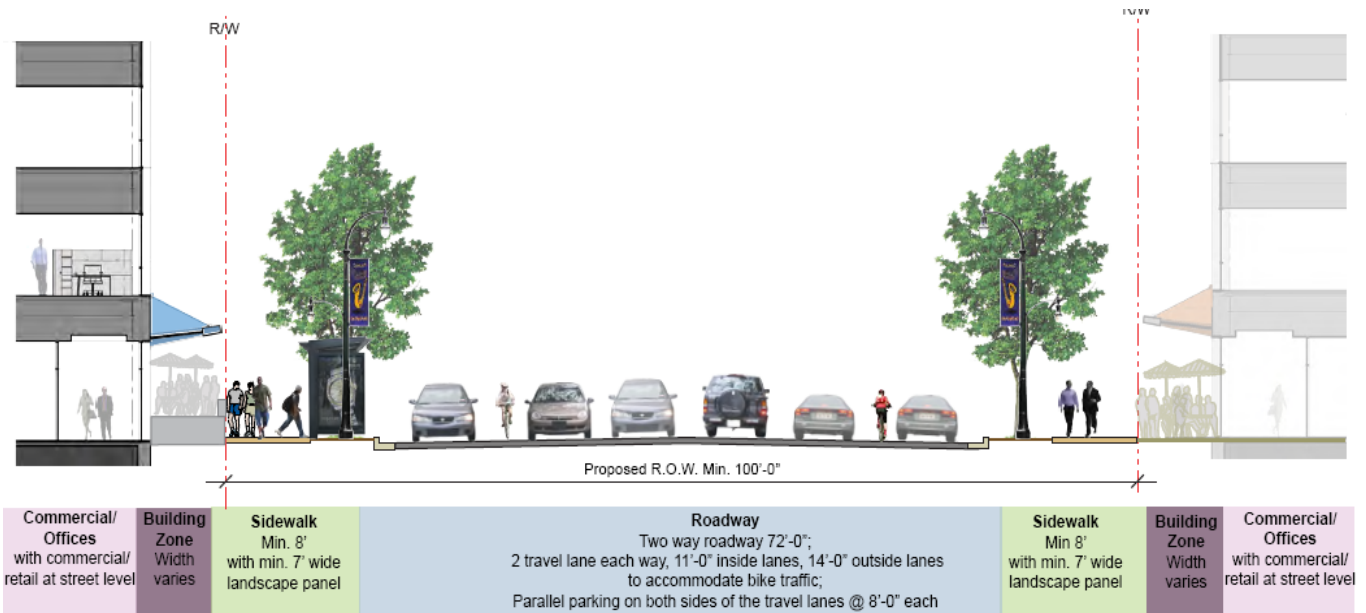 R/W
R/W
Proposed R.O.W. Min. 100'-0"
Commercial/
Offices
with commercial/
retail at street level
Building
Zone
Width
varies
Sidewalk
Min. 8'
with min. 7' wide
landscape panel
Roadway
Two way roadway 72'-0";
2 travel lane each way, 11'-0" inside lanes, 14'-0" outside lanes
to accommodate bike traffic;
Parallel parking on both sides of the travel lanes @ 8'-0" each
Sidewalk
Min 8'
with min. 7' wide
landscape panel
Building
Zone
Width
varies
Commercial/
Offices
with commercial/
retail at street level